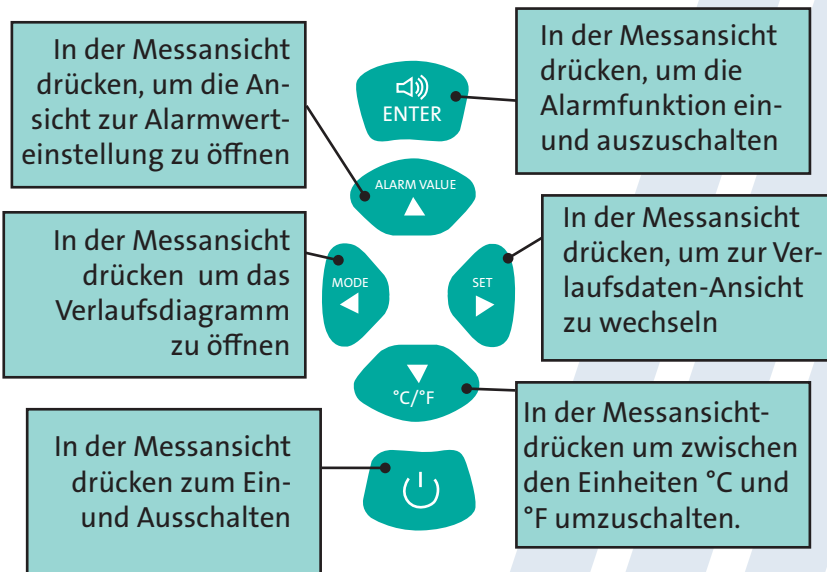 In der Messansicht
drücken, um die An-
sicht zur Alarmwert-
einstellung zu öffnen
ENTER
In der Messansicht
drücken, um die
Alarmfunktion ein-
und auszuschalten
ALARM VALUE
In der Messansicht
drücken um das
Verlaufsdiagramm
zu öffnen
MODE
SET
In der Messansicht
drücken, um zur Ver-
laufsdaten-Ansicht
zu wechseln
°C/°F
In der Messansicht
drücken zum Ein-
und Ausschalten
In der Messansicht-
drücken um zwischen
den Einheiten °C und
°F umzuschalten.